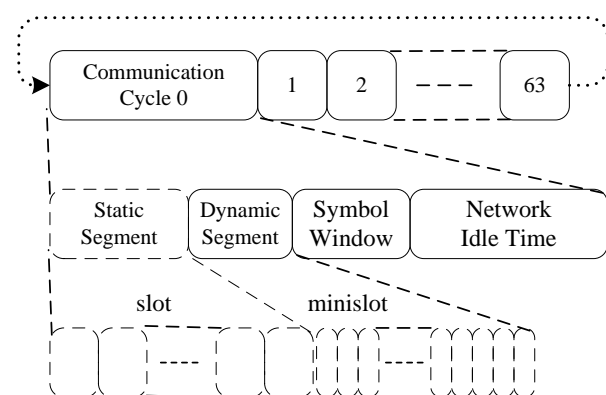 Communication
Cycle 0
1
2
63
Static
Segment
Dynamic
Segment
Symbol
Window
Network
Idle Time
slot
minislot